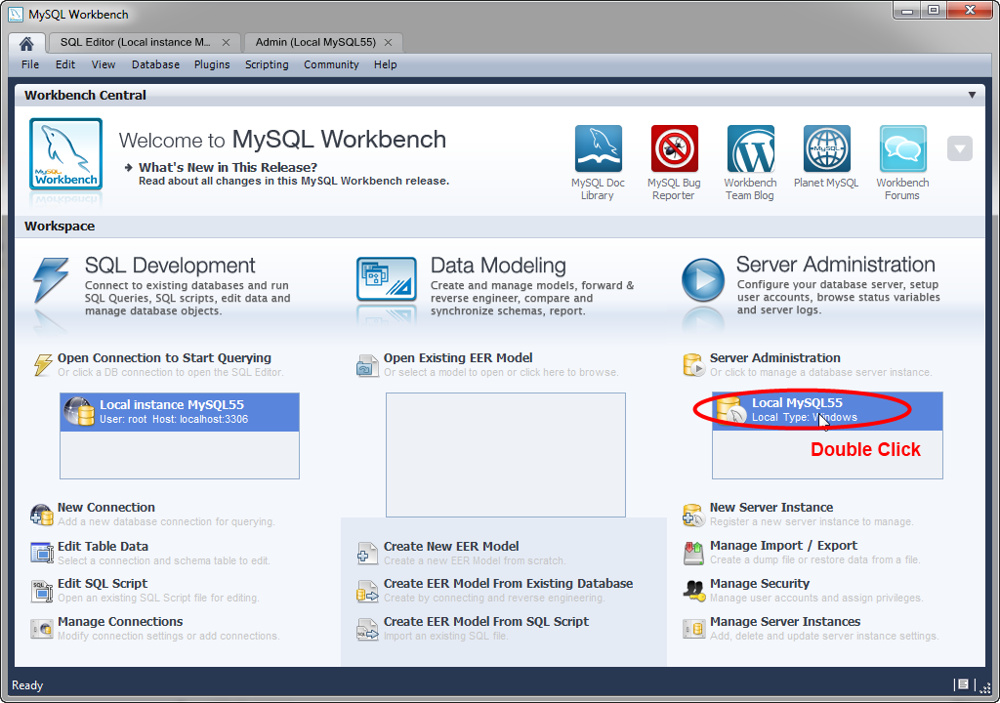 MySQL Workbench
SQL Editor (Local instance M...
Admin (Local MySQL55)
File Edit View Database Plugins Scripting Community Help
Workbench Central
MySQL
Workbench
Welcome to MySQL Workbench
What's New in This Release?
Read about all changes in this MySQL Workbench release.
MySQL Doc
Library
MySQL Bug
Reporter
Workbench
Team Blog
MySQL
Planet MySQL
Workbench
Forums
Workspace
SQL Development
Connect to existing databases and run
SQL Queries, SQL scripts, edit data and
manage database objects.
Open Connection to Start Querying
Or click a DB connection to open the SQL Editor.
Local instance MySQL55
User: root Host: localhost:3306
New Connection
Add a new database connection for querying.
Edit Table Data
Select a connection and schema table to edit.
SQL
Edit SQL Script
Open an existing SQL Script file for editing.
Manage Connections
Modify connection settings or add connections.
Data Modeling
Create and manage models, forward &
reverse engineer, compare and
synchronize schemas, report.
Open Existing EER Model
Or select a model to open or click here to browse.
Create New EER Model
Create a new EER Model from scratch.
Create EER Model From Existing Database
Create by connecting and reverse engineering.
SQL
Create EER Model From SQL Script
Import an existing SQL file.
Server Administration
Configure your database server, setup
user accounts, browse status variables
and server logs.
Server Administration
Or click to manage a database server instance.
Local MySQL55
Local Type: Windows
Double Click
New Server Instance
Register a new server instance to manage.
Manage Import / Export
Create a dump file or restore data from a file.
Manage Security
Manage user accounts and assign privileges.
Manage Server Instances
Add, delete and update server instance settings.
Ready